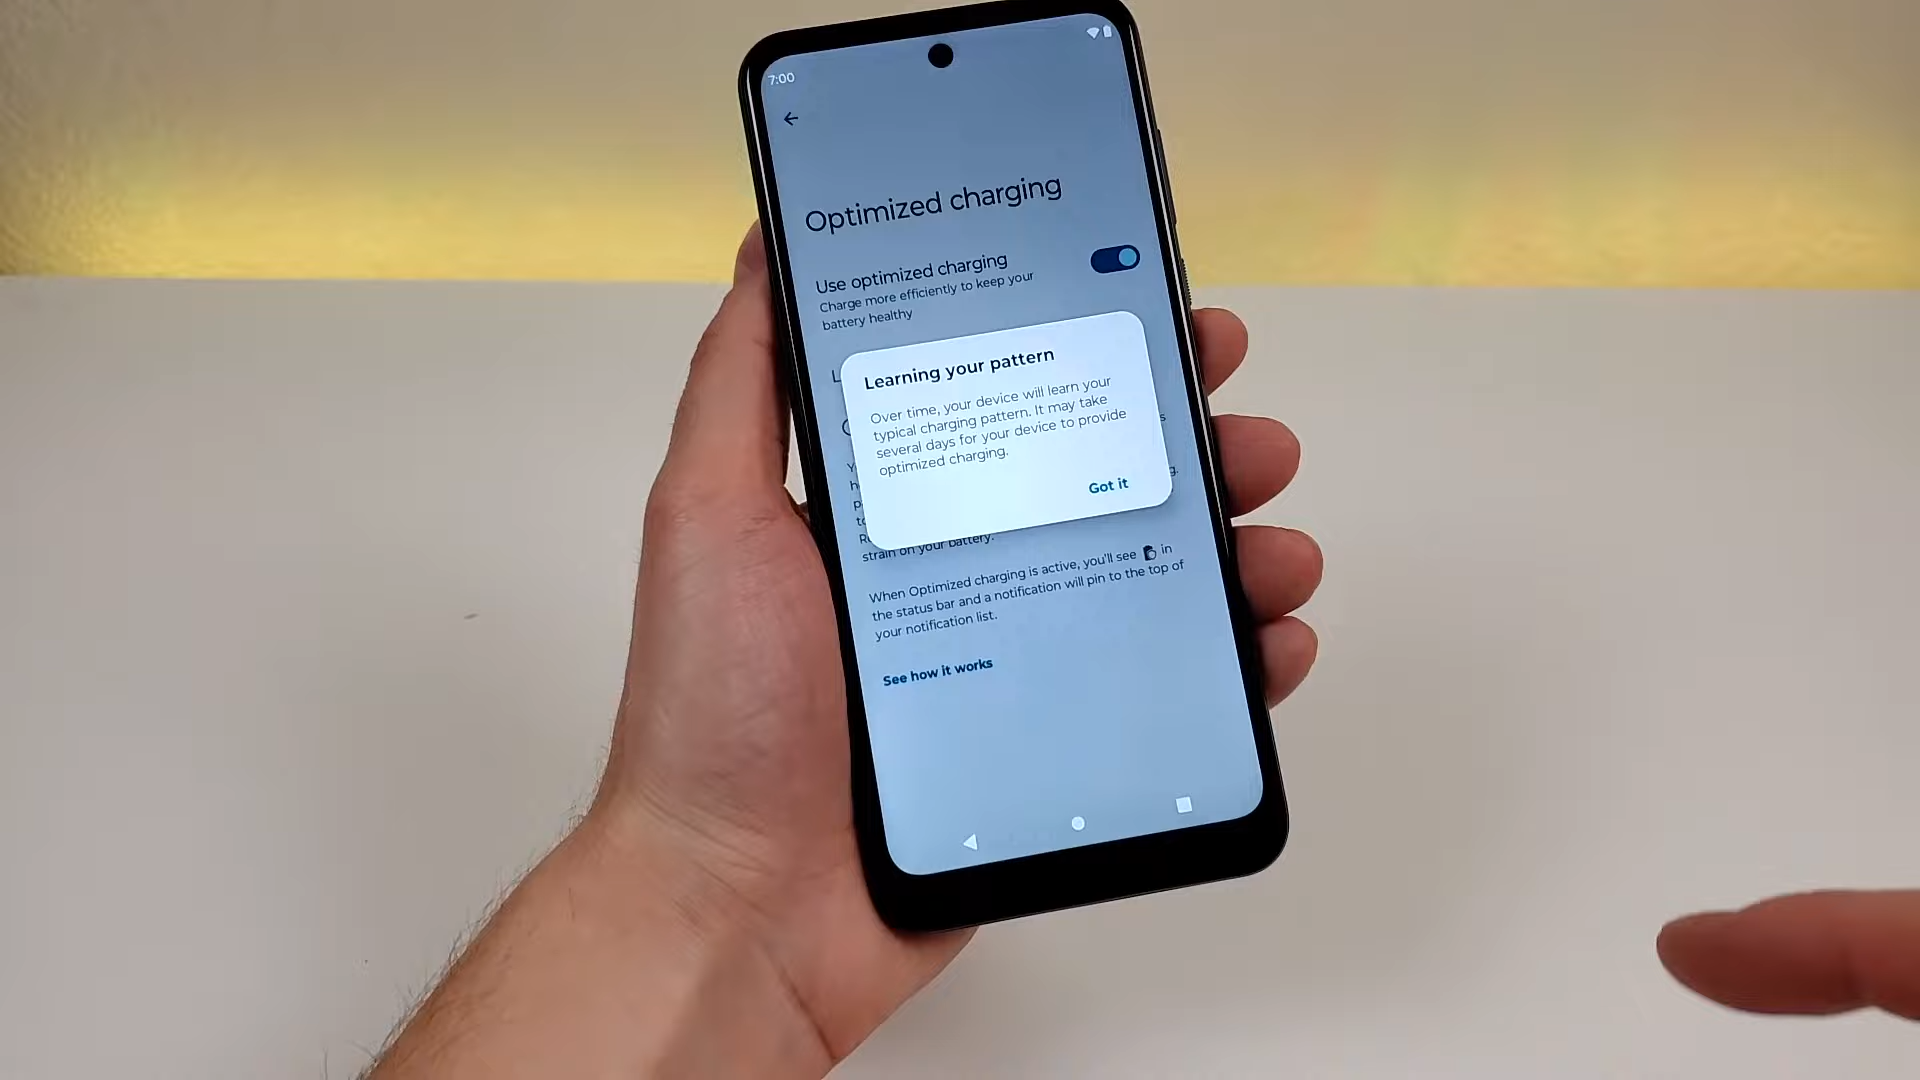 7:00
Optimized charging
Use optimized charging
Charge more efficiently to keep your
battery healthy
Learning your pattern
Over time, your device will learn your
typical charging pattern. It may take
several days for your device to provide
optimized charging.
Got it
strain on your battery.
When Optimized charging is active, you'll see in
the status bar and a notification will pin to the top of
your notification list.
See how it works